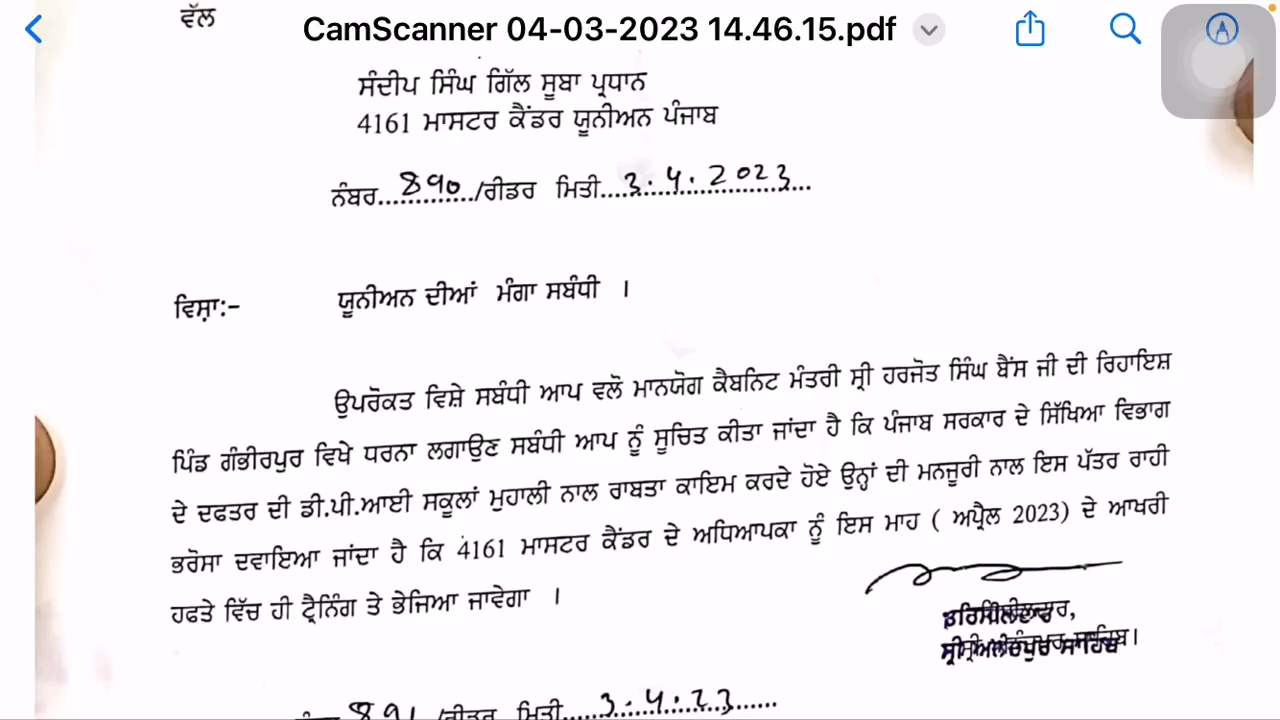 ਵੱਲ
CamScanner 04-03-2023 14.46.15.pdf
ਸੰਦੀਪ ਸਿੰਘ ਗਿੱਲ ਸੂਬਾ ਪ੍ਰਧਾਨ
4161 ਮਾਸਟਰ ਕੈਂਡਰ ਯੂਨੀਅਨ ਪੰਜਾਬ
ਨੰਬਰ...890.../ਰੀਡਰ ਮਿਤੀ...3.4.2023...
ਵਿਸ਼ਾ:- ਯੂਨੀਅਨ ਦੀਆਂ ਮੰਗਾ ਸਬੰਧੀ ।
ਉਪਰੋਕਤ ਵਿਸ਼ੇ ਸਬੰਧੀ ਆਪ ਵਲੋ ਮਾਨਯੋਗ ਕੈਬਨਿਟ ਮੰਤਰੀ ਸ਼੍ਰੀ ਹਰਜੋਤ ਸਿੰਘ ਬੈਂਸ ਜੀ ਦੀ ਰਿਹਾਇਸ਼
ਪਿੰਡ ਗੰਭੀਰਪੁਰ ਵਿਖੇ ਧਰਨਾ ਲਗਾਉਣ ਸਬੰਧੀ ਆਪ ਨੂੰ ਸੂਚਿਤ ਕੀਤਾ ਜਾਂਦਾ ਹੈ ਕਿ ਪੰਜਾਬ ਸਰਕਾਰ ਦੇ ਸਿੱਖਿਆ ਵਿਭਾਗ
ਦੇ ਦਫਤਰ ਦੀ ਡੀ.ਪੀ.ਆਈ ਸਕੂਲਾਂ ਮੁਹਾਲੀ ਨਾਲ ਰਾਬਤਾ ਕਾਇਮ ਕਰਦੇ ਹੋਏ ਉਨ੍ਹਾਂ ਦੀ ਮਨਜੂਰੀ ਨਾਲ ਇਸ ਪੱਤਰ ਰਾਹੀ
ਭਰੋਸਾ ਦਵਾਇਆ ਜਾਂਦਾ ਹੈ ਕਿ 4161 ਮਾਸਟਰ ਕੈਂਡਰ ਦੇ ਅਧਿਆਪਕਾ ਨੂੰ ਇਸ ਮਾਹ ( ਅਪ੍ਰੈਲ 2023) ਦੇ ਆਖਰੀ
ਹਫਤੇ ਵਿੱਚ ਹੀ ਟ੍ਰੈਨਿੰਗ ਤੇ ਭੇਜਿਆ ਜਾਵੇਗਾ ।
891 /ਰੀਡਰ ਮਿਤੀ...3.4.23...